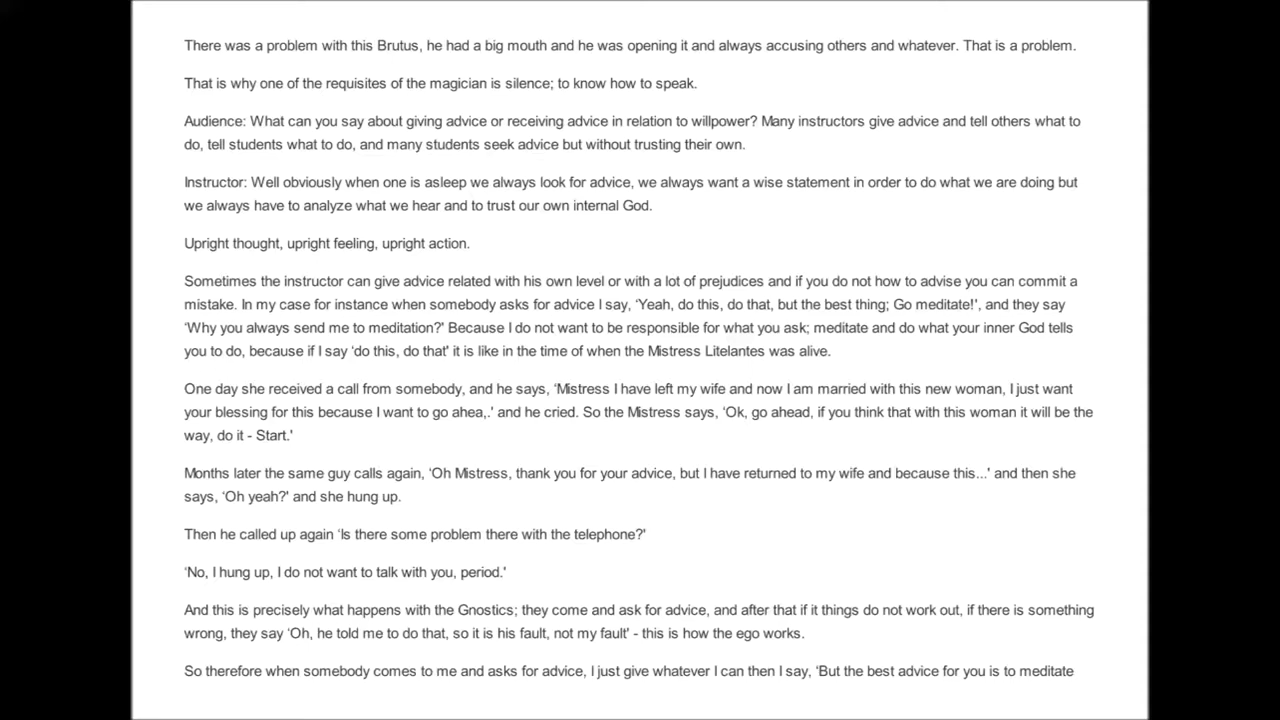 There was a problem with this Brutus, he had a big mouth and he was opening it and always accusing others and whatever. That is a problem.
That is why one of the requisites of the magician is silence; to know how to speak.
Audience: What can you say about giving advice or receiving advice in relation to willpower? Many instructors give advice and tell others what to
do, tell students what to do, and many students seek advice but without trusting their own.
Instructor: Well obviously when one is asleep we always look for advice, we always want a wise statement in order to do what we are doing but
we always have to analyze what we hear and to trust our own internal God.
Upright thought, upright feeling, upright action.
Sometimes the instructor can give advice related with his own level or with a lot of prejudices and if you do not how to advise you can commit a
mistake. In my case for instance when somebody asks for advice I say, ‘Yeah, do this, do that, but the best thing; Go meditate!', and they say
‘Why you always send me to meditation?' Because I do not want to be responsible for what you ask; meditate and do what your inner God tells
you to do, because if I say ‘do this, do that' it is like in the time of when the Mistress Litelantes was alive.
One day she received a call from somebody, and he says, ‘Mistress I have left my wife and now I am married with this new woman, I just want
your blessing for this because I want to go ahea,.' and he cried. So the Mistress says, ‘Ok, go ahead, if you think that with this woman it will be the
way, do it - Start.'
Months later the same guy calls again, ‘Oh Mistress, thank you for your advice, but I have returned to my wife and because this...' and then she
says, ‘Oh yeah?' and she hung up.
Then he called up again ‘Is there some problem there with the telephone?'
‘No, I hung up, I do not want to talk with you, period.'
And this is precisely what happens with the Gnostics; they come and ask for advice, and after that if it things do not work out, if there is something
wrong, they say ‘Oh, he told me to do that, so it is his fault, not my fault' - this is how the ego works.
So therefore when somebody comes to me and asks for advice, I just give whatever I can then I say, ‘But the best advice for you is to meditate